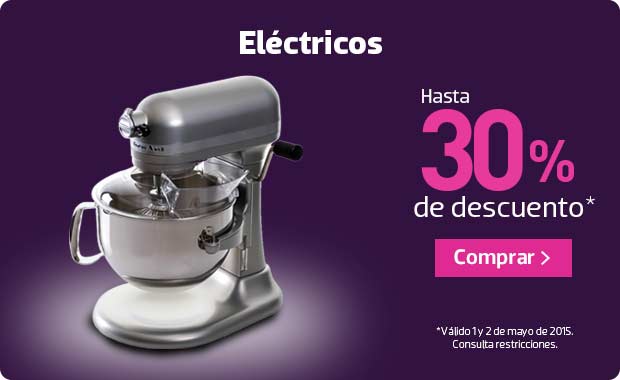 Eléctricos
Hasta
30%
de descuento*
Comprar >
*Válido 1 y 2 de mayo de 2015.
Consulta restricciones.